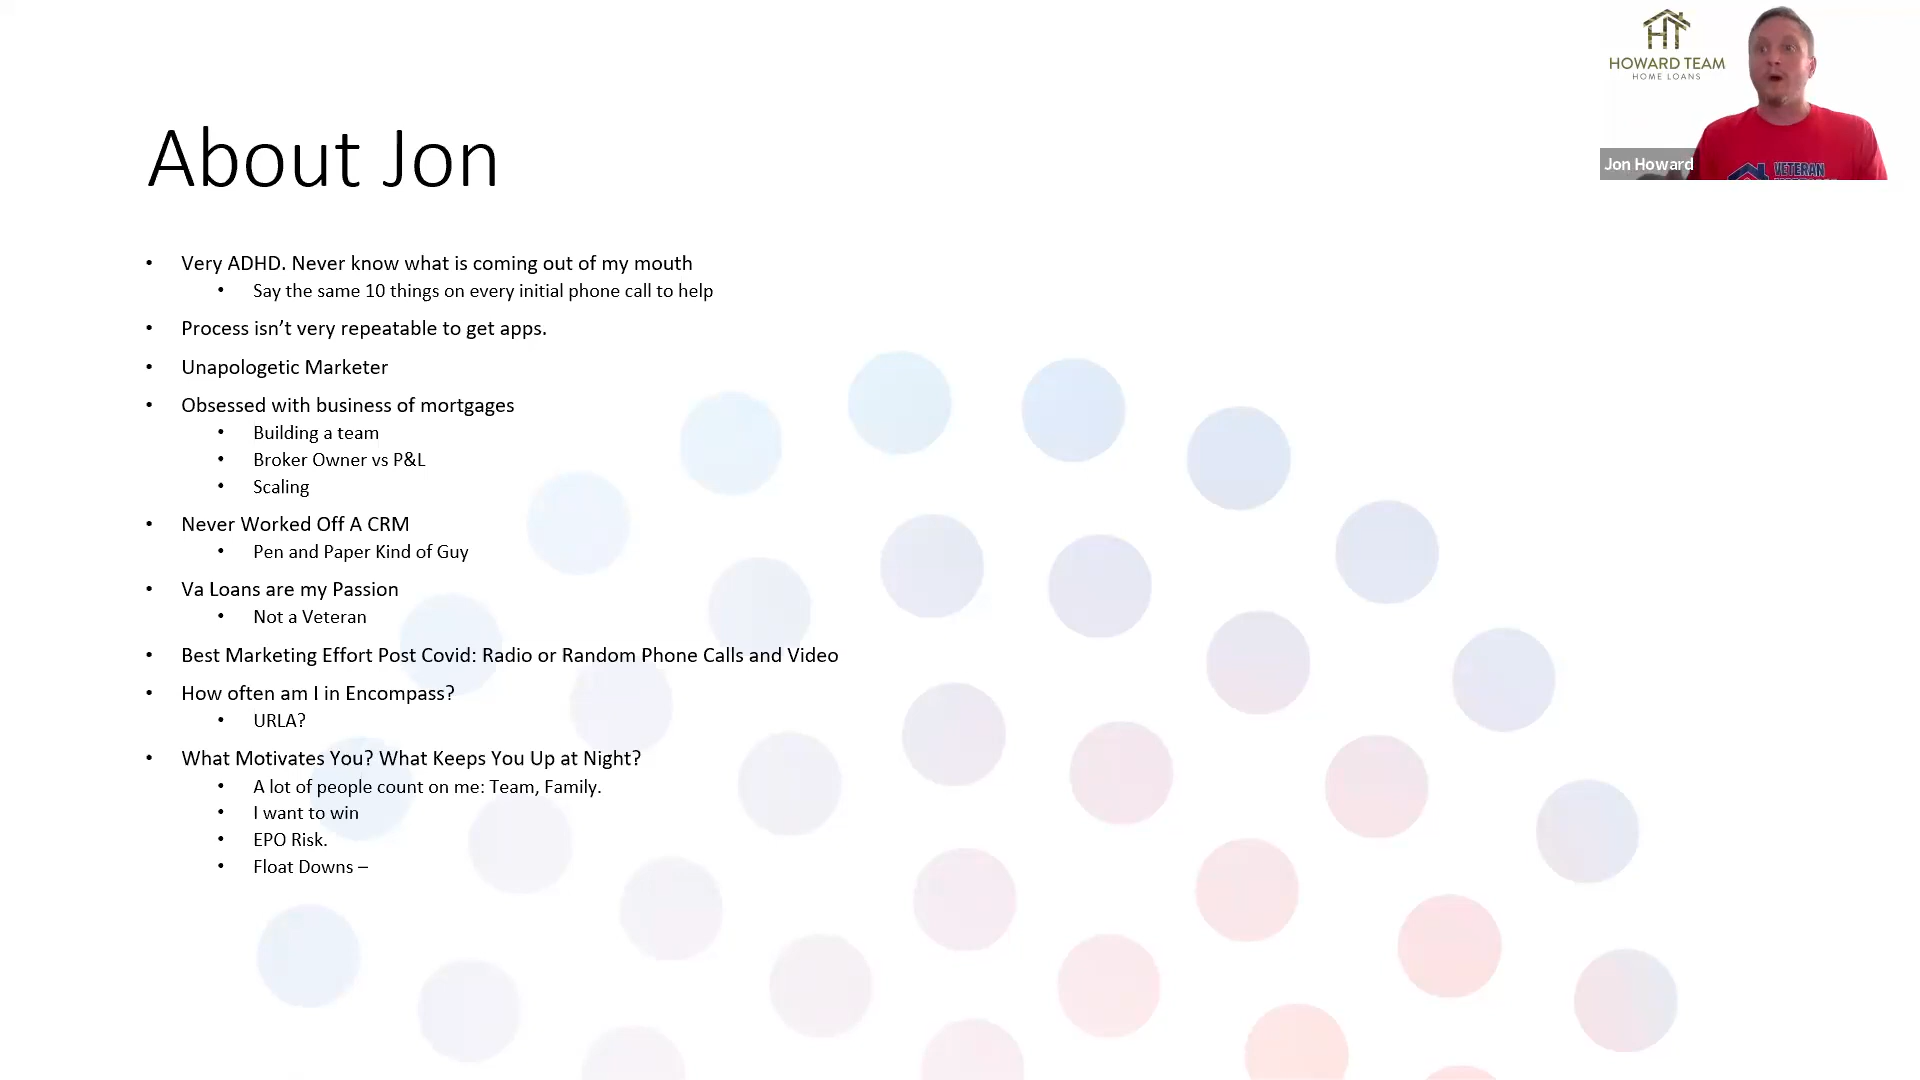 HT
HOWARD TEAM
HOME LOANS
Jon Howard
VETERAN
About Jon
• Very ADHD. Never know what is coming out of my mouth
• Say the same 10 things on every initial phone call to help
• Process isn’t very repeatable to get apps.
• Unapologetic Marketer
• Obsessed with business of mortgages
• Building a team
• Broker Owner vs P&L
• Scaling
• Never Worked Off A CRM
• Pen and Paper Kind of Guy
• Va Loans are my Passion
• Not a Veteran
• Best Marketing Effort Post Covid: Radio or Random Phone Calls and Video
• How often am I in Encompass?
• URLA?
• What Motivates You? What Keeps You Up at Night?
• A lot of people count on me: Team, Family.
• I want to win
• EPO Risk.
• Float Downs –